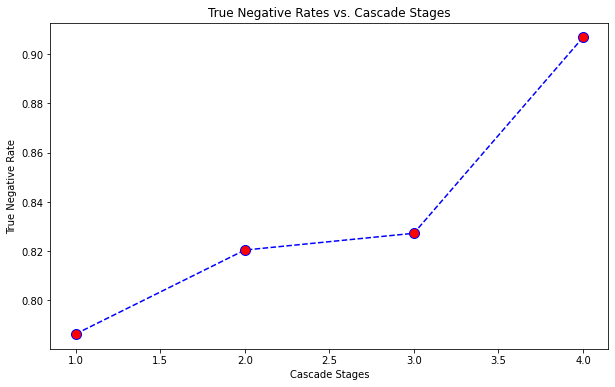 True Negative Rates vs. Cascade Stages
0.90
0.88
0.86
0.84
0.82
0.80
True Negative Rate
1.0 1.5 2.0 2.5 3.0 3.5 4.0
Cascade Stages